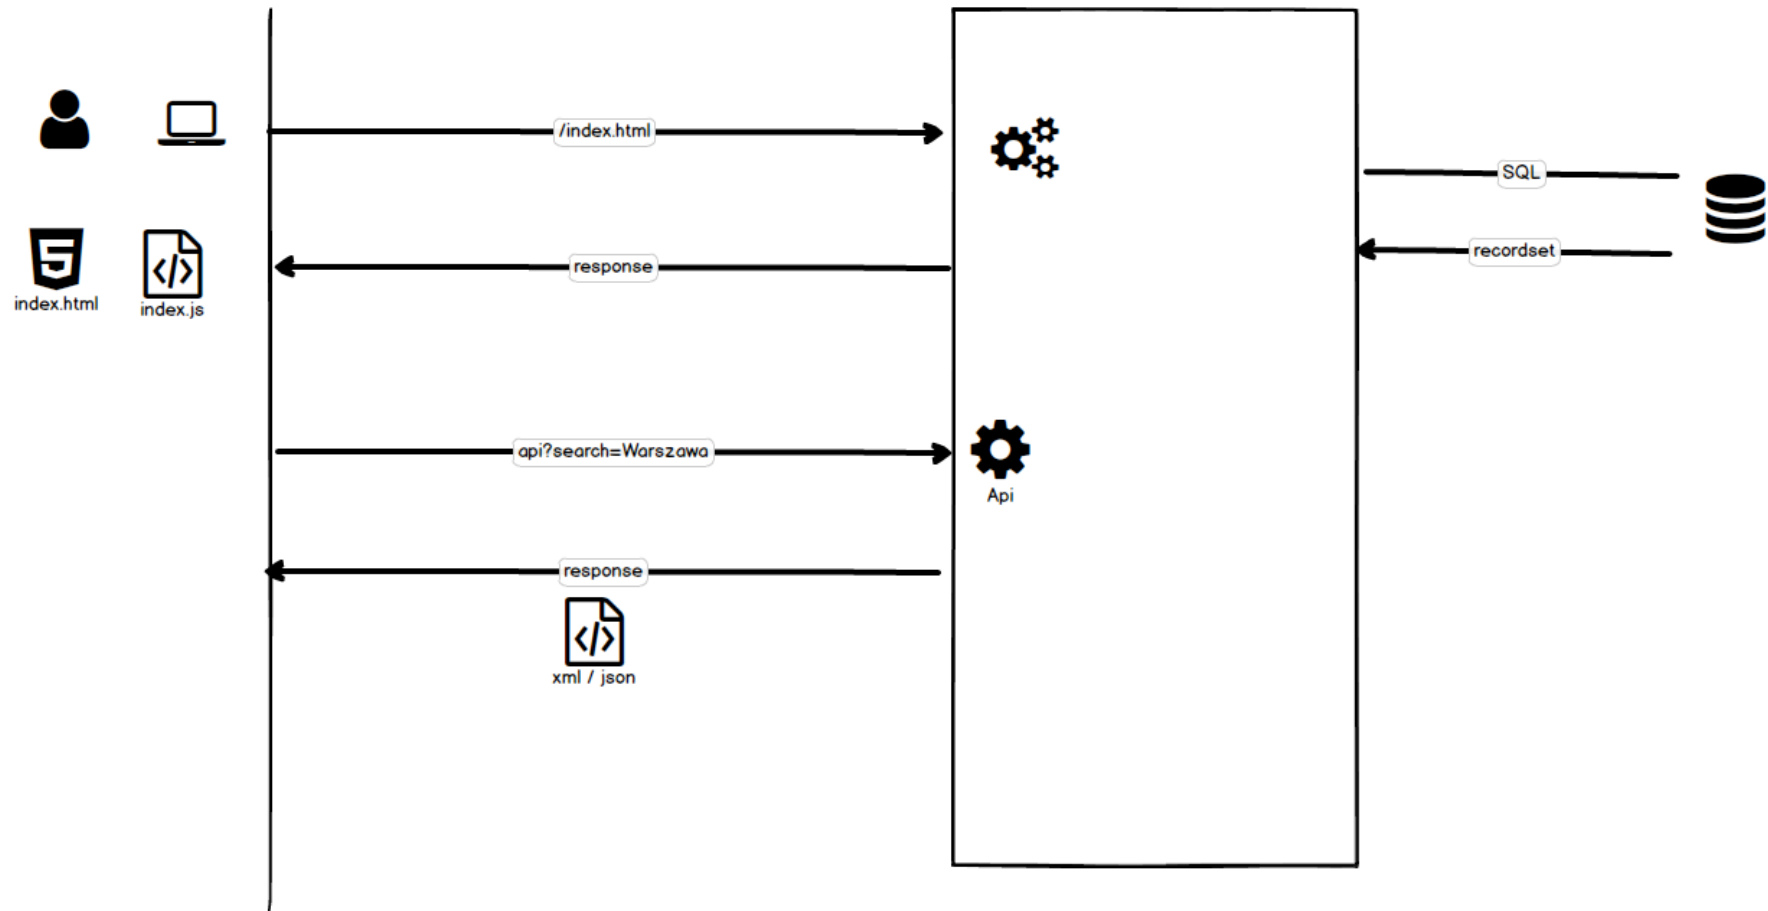 /index.html
SQL
index.html
index.js
response
recordset
api?search=Warszawa
Api
response
xml / json